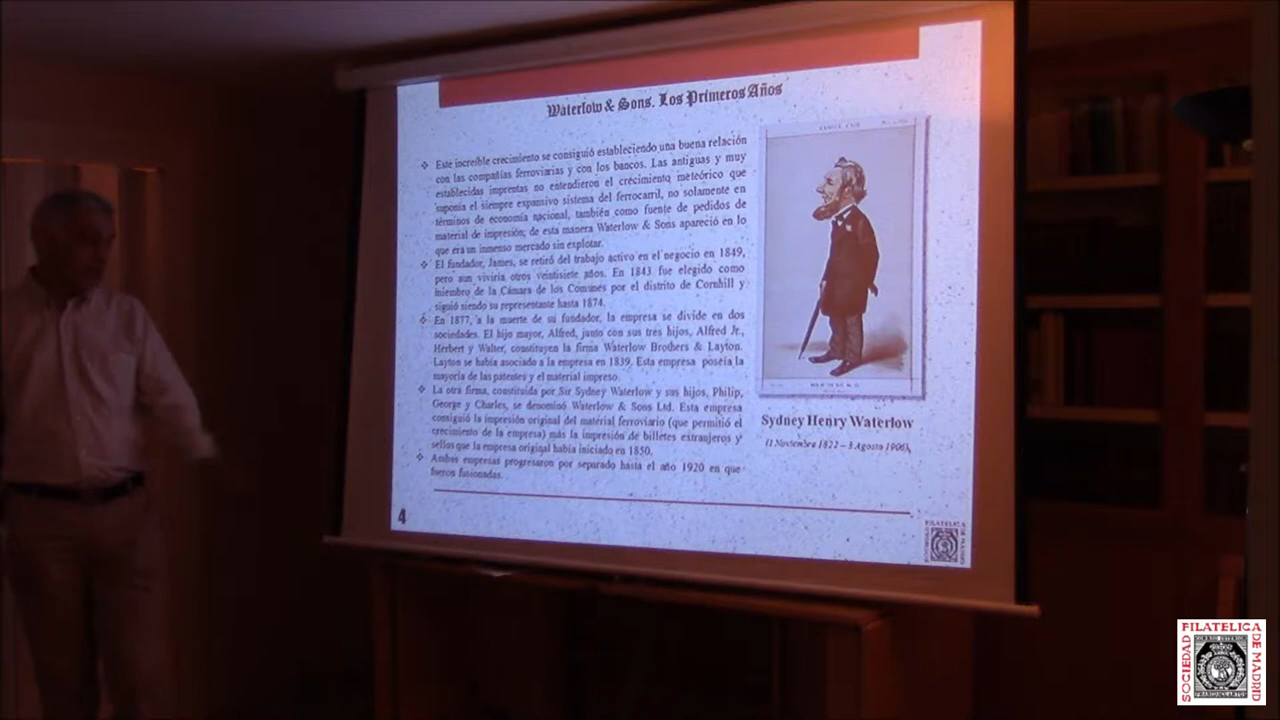 Waterlow & Sons. Los Primeros Años
❖ Este increíble crecimiento se consiguió estableciendo una buena relación
con las compañías ferroviarias y con los bancos. Las antiguas y muy
establecidas imprentas no entendieron el crecimiento meteórico que
suponía el siempre expansivo sistema del ferrocarril, no solamente en
términos de economía nacional, también como fuente de pedidos de
material de impresión; de esta manera Waterlow & Sons apareció en lo
que era un inmenso mercado sin explotar.
❖ El fundador, James, se retiró del trabajo activo en el negocio en 1849,
pero aun viviría otros veintisiete años. En 1843 fue elegido como
miembro de la Cámara de los Comunes por el distrito de Cornhill y
siguió siendo su representante hasta 1874.
❖ En 1877, a la muerte de su fundador, la empresa se divide en dos
sociedades. El hijo mayor, Alfred, junto con sus tres hijos, Alfred Jr.,
Herbert y Walter, constituyen la firma Waterlow Brothers & Layton.
Layton se había asociado a la empresa en 1839. Esta empresa poseía la
mayoría de las patentes y el material impreso.
❖ La otra firma, constituida por Sir Sydney Waterlow y sus hijos, Philip,
George y Charles, se denominó Waterlow & Sons Ltd. Esta empresa
consiguió la impresión original del material ferroviario (que permitió el
crecimiento de la empresa) más la impresión de billetes extranjeros y
sellos que la empresa original había iniciado en 1850.
❖ Ambas empresas progresaron por separado hasta el año 1920 en que
fueron fusionadas.
Sydney Henry Waterlow
(1 Noviembre 1822 – 3 Agosto 1906)
4
SOCIEDAD
FILATELICA
DE MADRID
SOCIEDAD
FILATELICA
DE MADRID